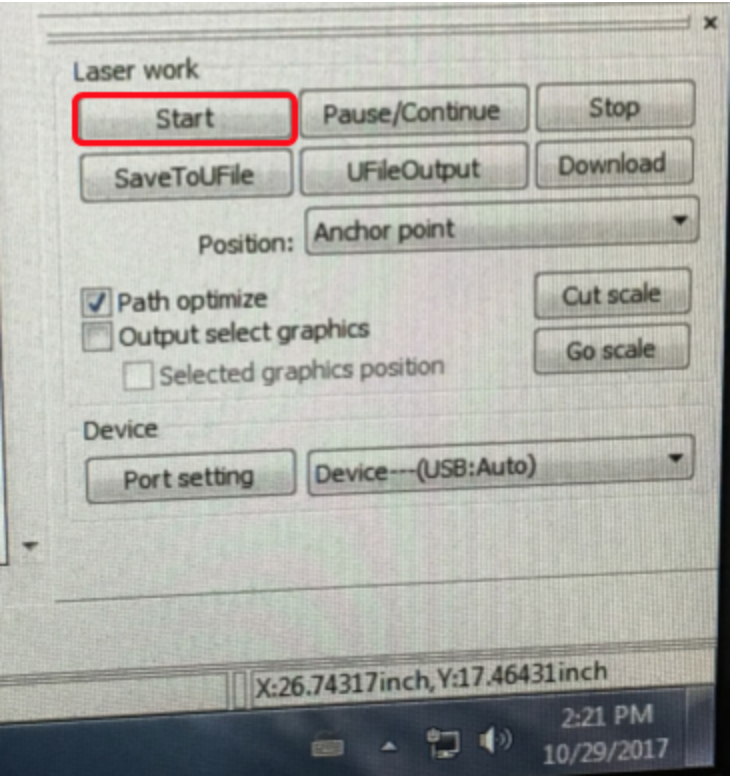 Laser work
Start Pause/Continue Stop
SaveToUFile UFileOutput Download
Position: Anchor point
Path optimize Cut scale
Output select graphics
Go scale
Selected graphics position
Device
Port setting Device---(USB:Auto)
X:26.74317inch,Y:17.46431inch
2:21 PM
10/29/2017